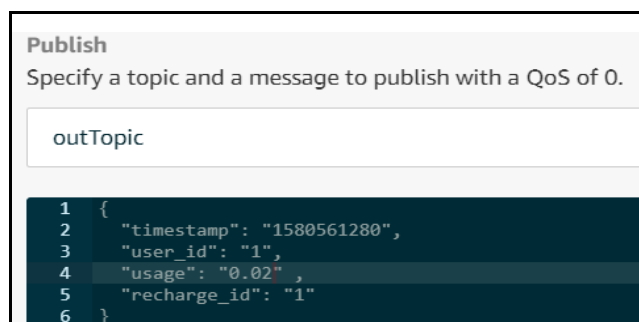 Publish
Specify a topic and a message to publish with a QoS of 0.
outTopic
1 {
2 "timestamp": "1580561280",
3 "user_id": "1",
4 "usage": "0.02" ,
5 "recharge_id": "1"
6 }